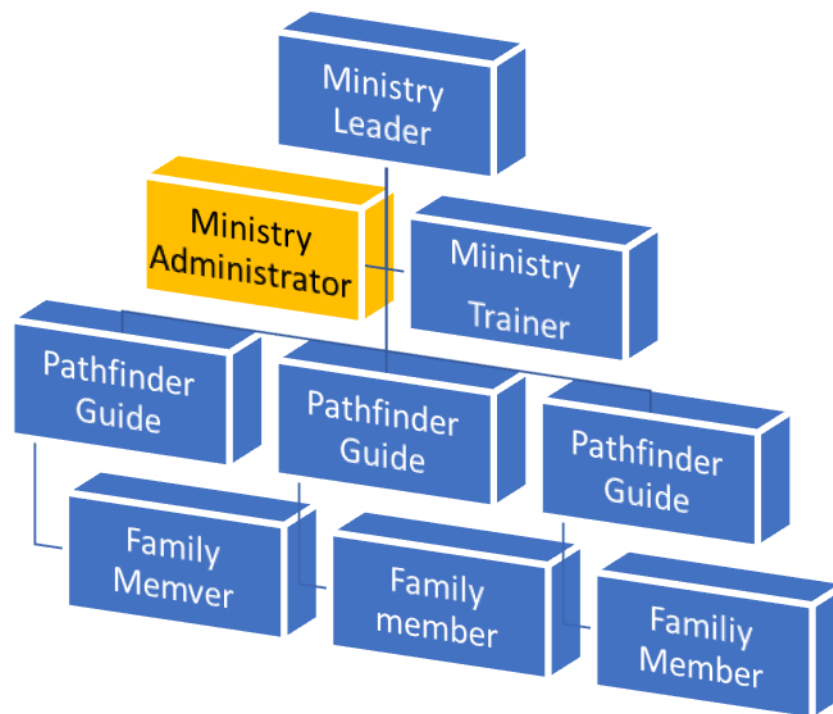 Ministry
Leader
Ministry
Administrator
Miinistry
Trainer
Pathfinder
Guide
Pathfinder
Guide
Pathfinder
Guide
Family
Memver
Family
member
Familiy
Member